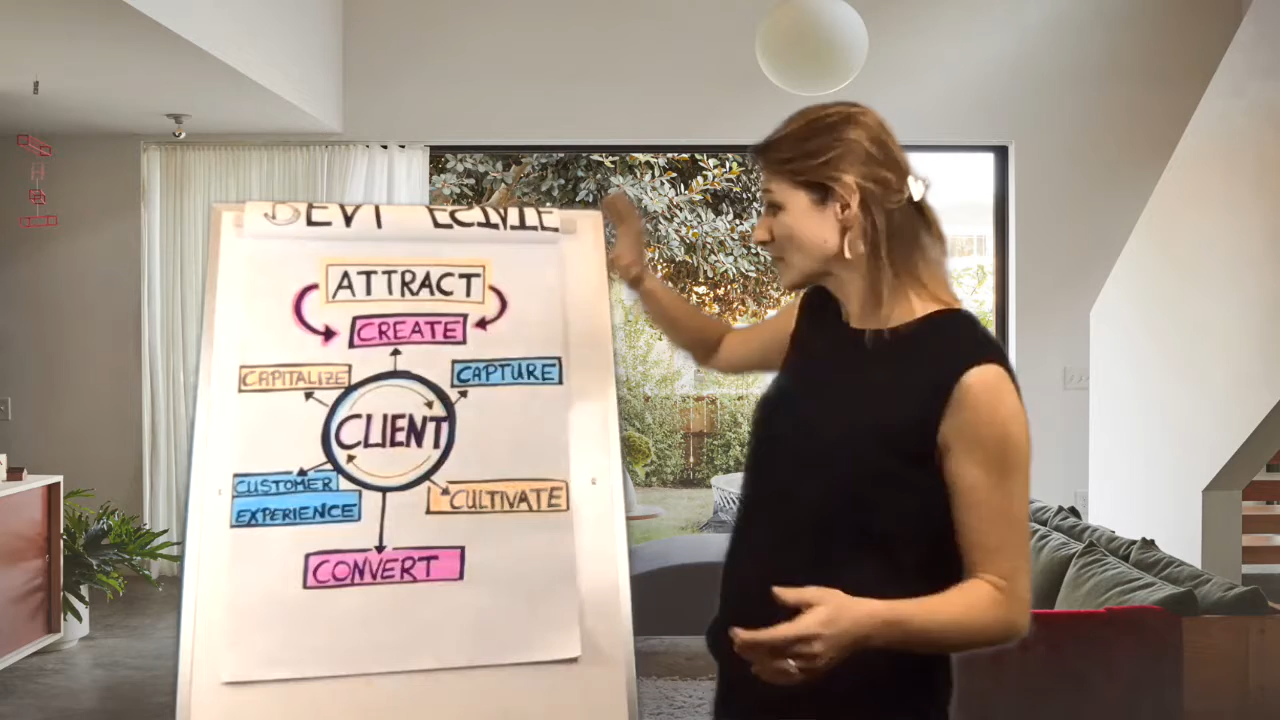 ATTRACT
CREATE
CAPITALIZE
CAPTURE
CLIENT
CUSTOMER
EXPERIENCE
CULTIVATE
CONVERT